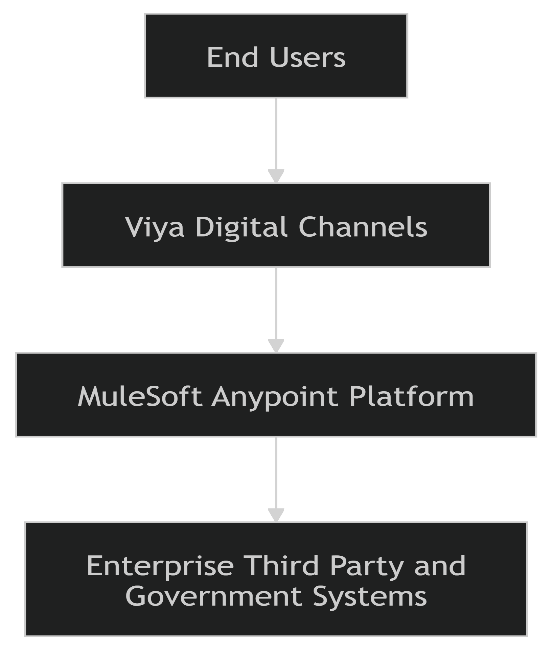 End Users
Viya Digital Channels
MuleSoft Anypoint Platform
Enterprise Third Party and
Government Systems